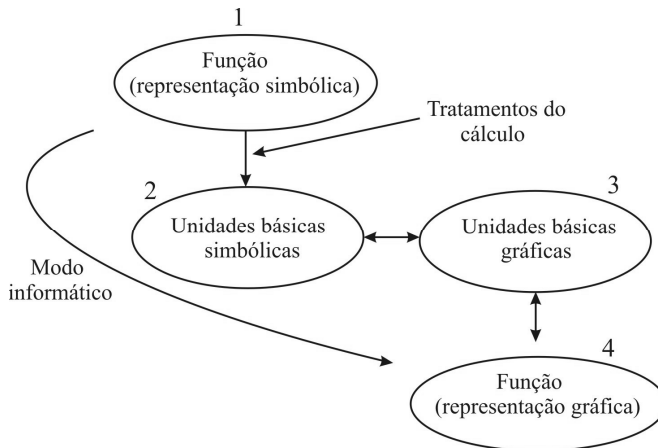 1
Função
(representação simbólica)
Tratamentos do
cálculo
2
Unidades básicas
simbólicas
3
Unidades básicas
gráficas
Modo
informático
4
Função
(representação gráfica)